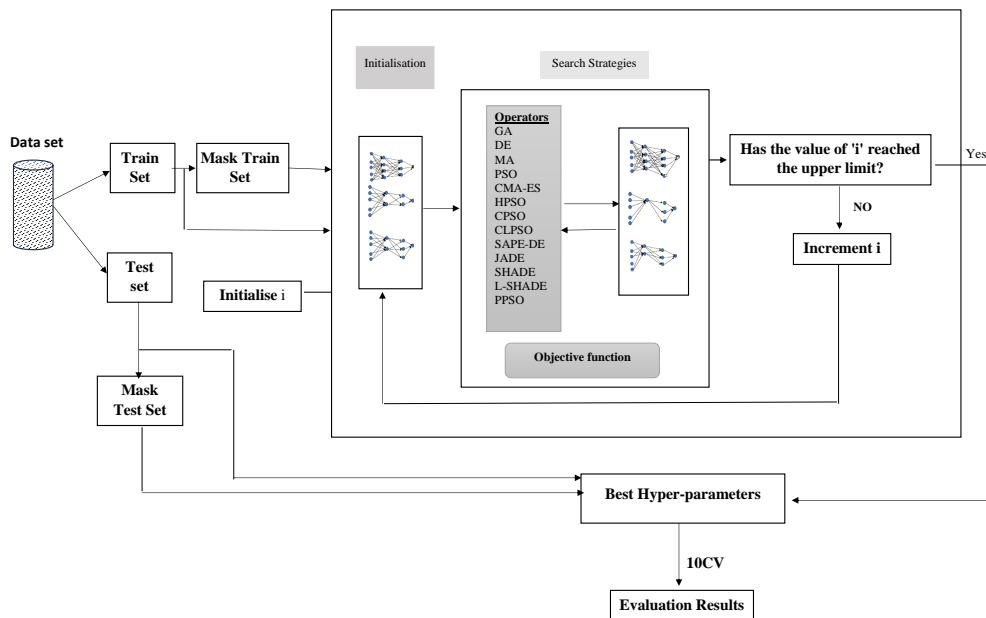 Initialisation
Search Strategies
Data set
Train
Set
Mask Train
Set
Operators
GA
DE
MA
PSO
CMA-ES
HPSO
CPSO
CLPSO
SAPE-DE
JADE
SHADE
L-SHADE
PPSO
Has the value of 'i' reached
the upper limit?
Yes
NO
Increment i
Test
set
Initialise i
Objective function
Mask
Test Set
Best Hyper-parameters
10CV
Evaluation Results